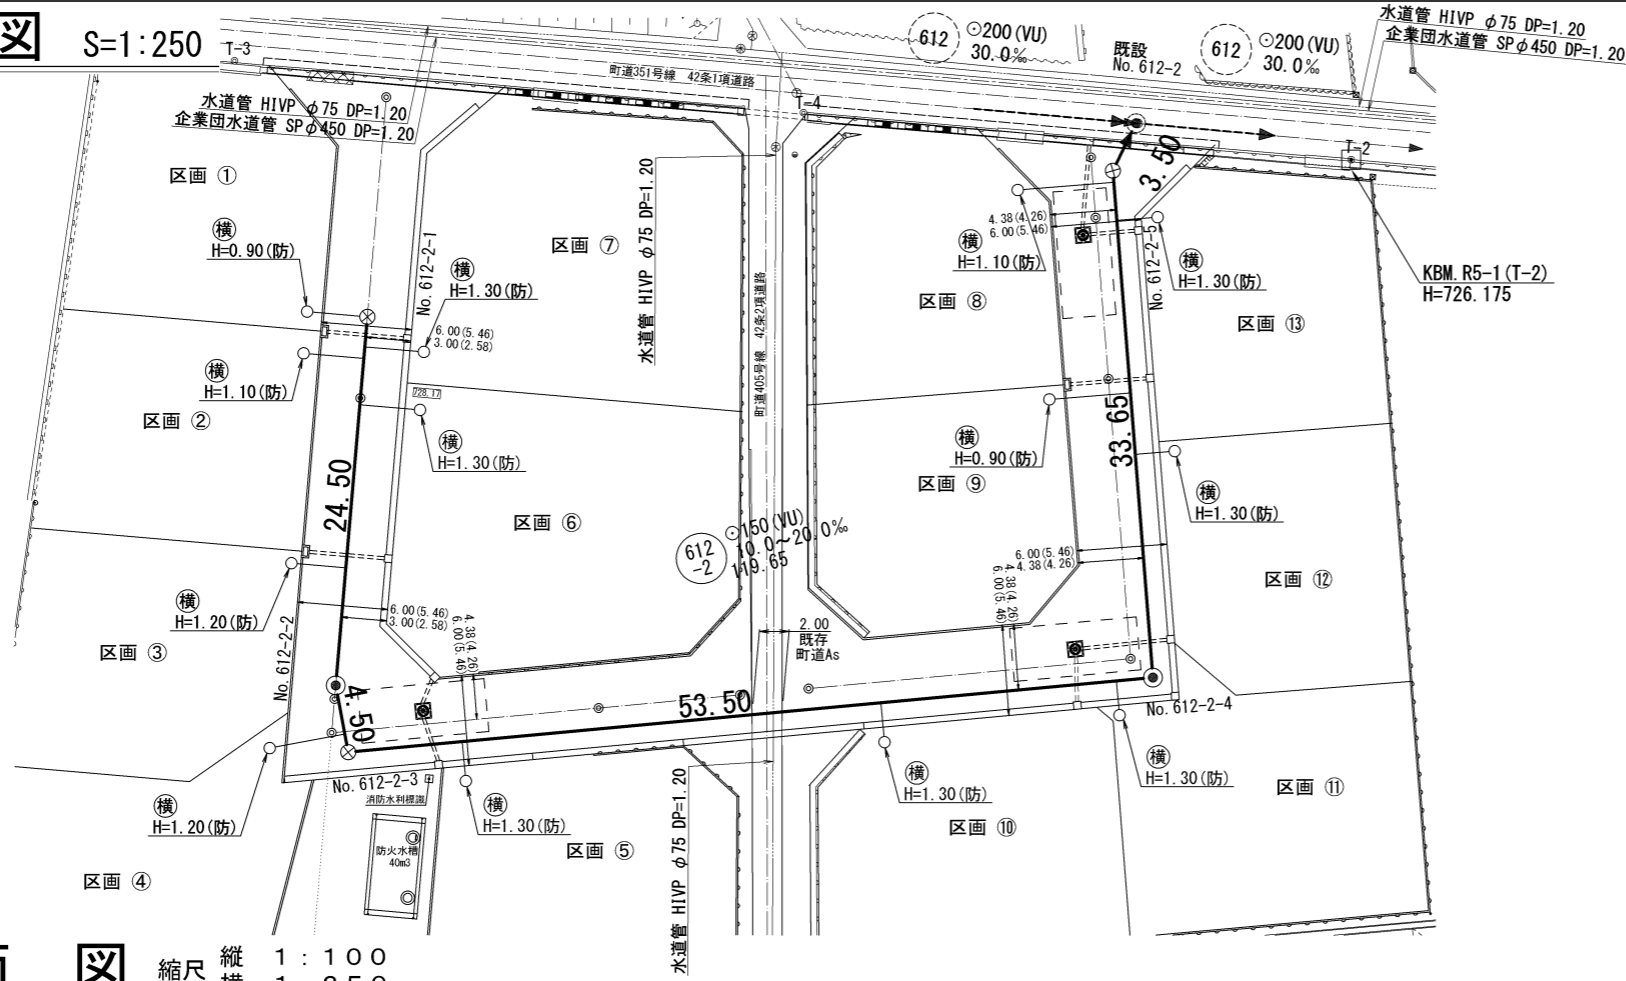 図 S=1:250
T-3
水道管 HIVP φ75 DP=1.20
企業団水道管 SPφ450 DP=1.20
町道351号線 42条1項道路
612
⊙200(VU)
30.0‰
既設
No.612-2
612
⊙200(VU)
30.0‰
水道管 HIVP φ75 DP=1.20
企業団水道管 SPφ450 DP=1.20
T-4
T-2
3.50
区画 ①
横
H=0.90(防)
No.612-2-1
横
H=1.30(防)
6.00(5.46)
3.00(2.58)
区画 ⑦
水道管 HIVP φ75 DP=1.20
町道405号線 42条2項道路
4.38(4.26)
6.00(5.46)
横
H=1.10(防)
区画 ⑧
No.612-2-5
横
H=1.30(防)
区画 ⑬
KBM.R5-1(T-2)
H=726.175
横
H=1.10(防)
区画 ②
728.17
横
H=1.30(防)
24.50
区画 ⑥
横
H=0.90(防)
区画 ⑨
33.65
横
H=1.30(防)
612
-2
⊙150(VU)
10.0~20.0‰
119.65
6.00(5.46)
4.38(4.26)
4.38(4.26)
6.00(5.46)
区画 ⑫
横
H=1.20(防)
区画 ③
No.612-2-2
6.00(5.46)
3.00(2.58)
4.38(4.26)
6.00(5.46)
2.00
既存
町道As
4.50
53.50
No.612-2-4
No.612-2-3
消防水利標識
横
H=1.20(防)
横
H=1.30(防)
横
H=1.30(防)
横
H=1.30(防)
区画 ④
防火水槽
40m3
区画 ⑤
水道管 HIVP φ75 DP=1.20
区画 ⑩
区画 ⑪
図 縮尺 縦 1:100